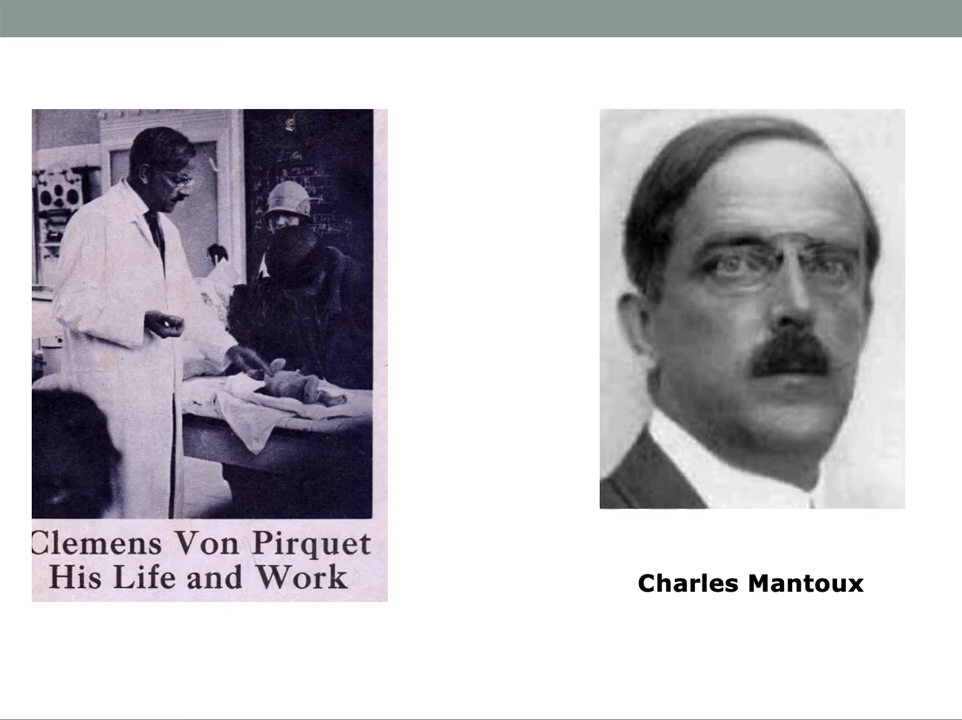 Clemens Von Pirquet
His Life and Work
Charles Mantoux